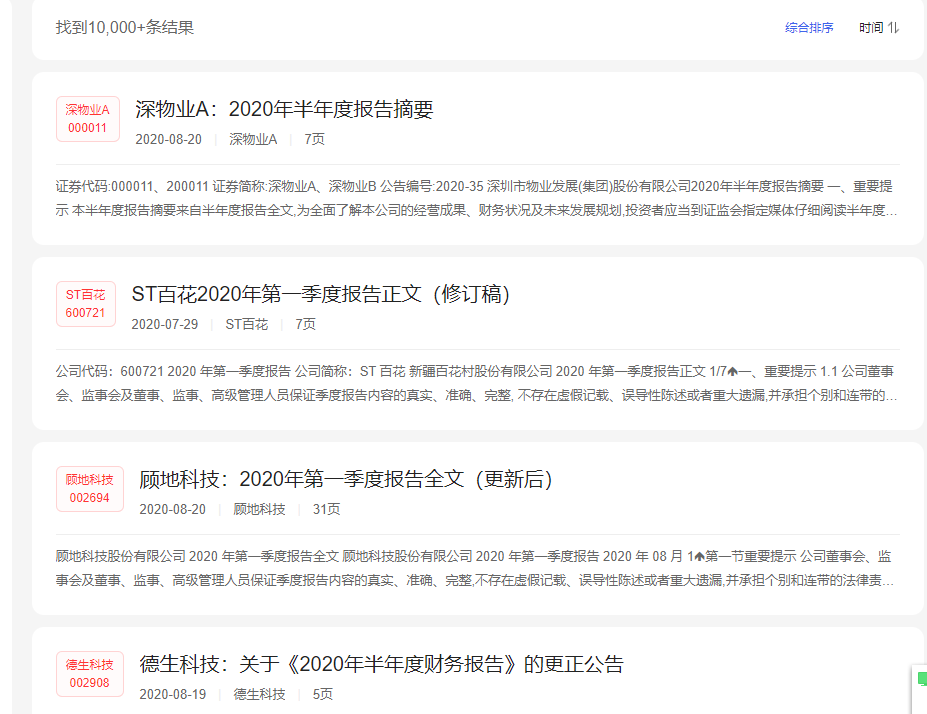 找到10,000+条结果 综合排序 时间
深物业A
000011
深物业A：2020年半年度报告摘要
2020-08-20 深物业A 7页
证券代码:000011、200011 证券简称:深物业A、深物业B 公告编号:2020-35 深圳市物业发展(集团)股份有限公司2020年半年度报告摘要 一、重要提
示 本半年度报告摘要来自半年度报告全文,为全面了解本公司的经营成果、财务状况及未来发展规划,投资者应当到证监会指定媒体仔细阅读半年度…
ST百花
600721
ST百花2020年第一季度报告正文（修订稿）
2020-07-29 ST百花 7页
公司代码：600721 2020 年第一季度报告 公司简称：ST 百花 新疆百花村股份有限公司 2020 年第一季度报告正文 1/7一、重要提示 1.1 公司董事
会、监事会及董事、监事、高级管理人员保证季度报告内容的真实、准确、完整, 不存在虚假记载、误导性陈述或者重大遗漏,并承担个别和连带的…
顾地科技
002694
顾地科技：2020年第一季度报告全文（更新后）
2020-08-20 顾地科技 31页
顾地科技股份有限公司 2020 年第一季度报告全文 顾地科技股份有限公司 2020 年第一季度报告 2020 年 08 月 1第一节重要提示 公司董事会、监
事会及董事、监事、高级管理人员保证季度报告内容的真实、准确、完整,不存在虚假记载、误导性陈述或者重大遗漏,并承担个别和连带的法律责…
德生科技
002908
德生科技：关于《2020年半年度财务报告》的更正公告
2020-08-19 德生科技 5页